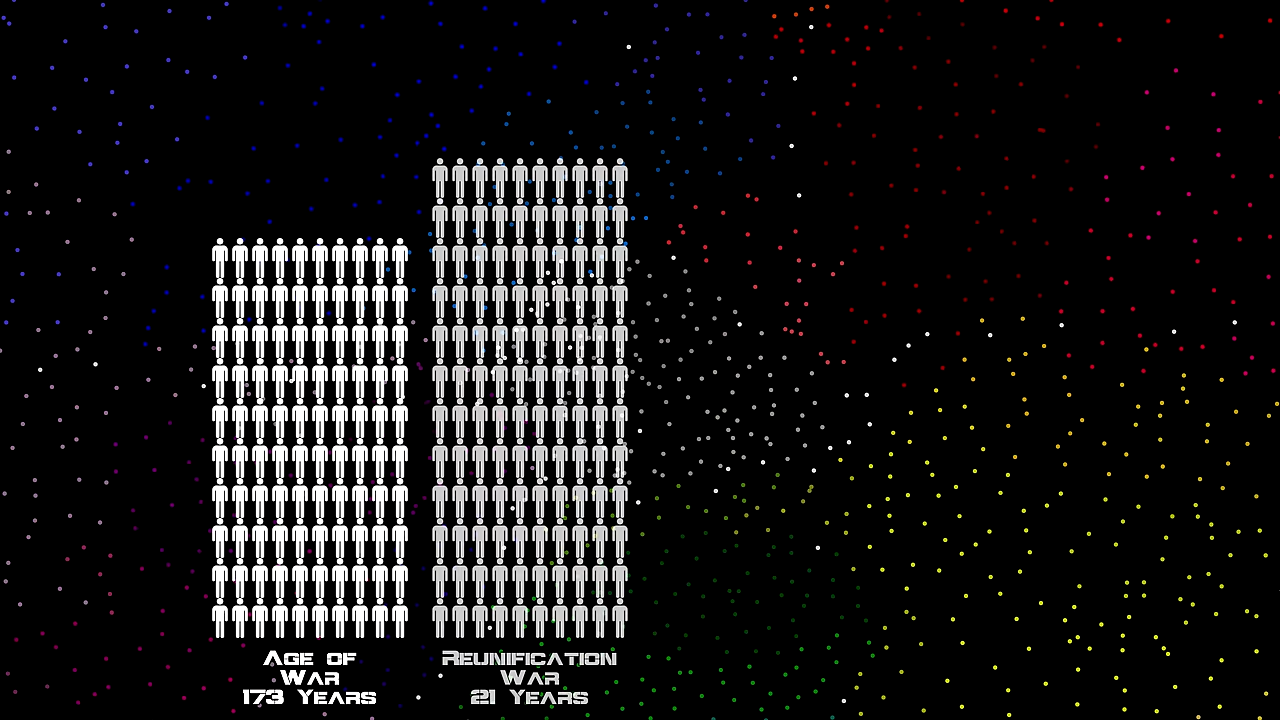 Age of
War
173 Years
Reunification
War
21 Years